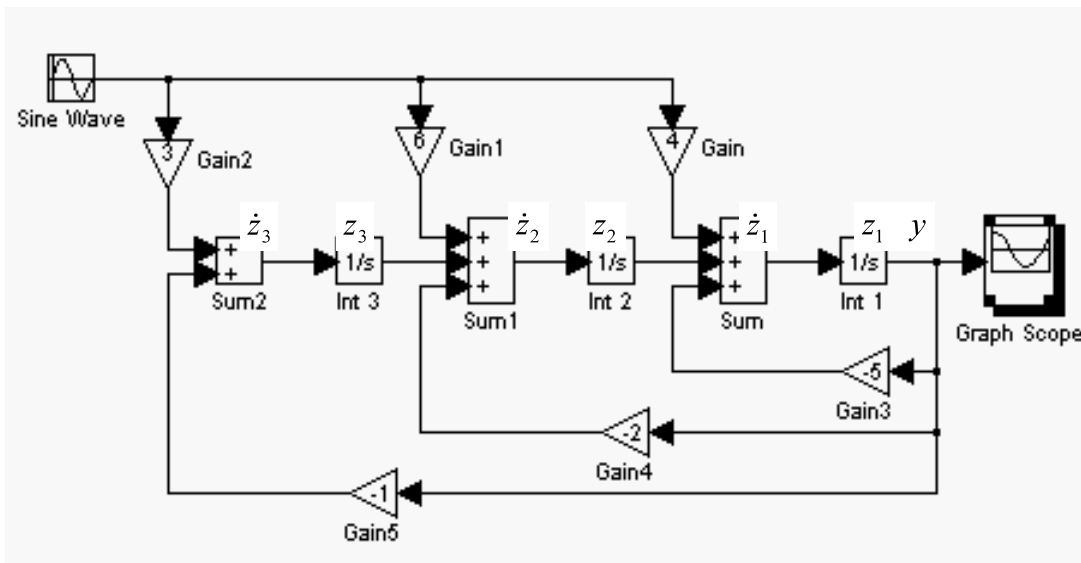 Sine Wave
3
Gain2
6
Gain1
4
Gain
ż₃
z₃
ż₂
z₂
ż₁
z₁
y
+
+
Sum2
1/s
Int 3
+
+
+
Sum1
1/s
Int 2
+
+
+
Sum
1/s
Int 1
Graph Scope
-5
Gain3
-2
Gain4
-1
Gain5